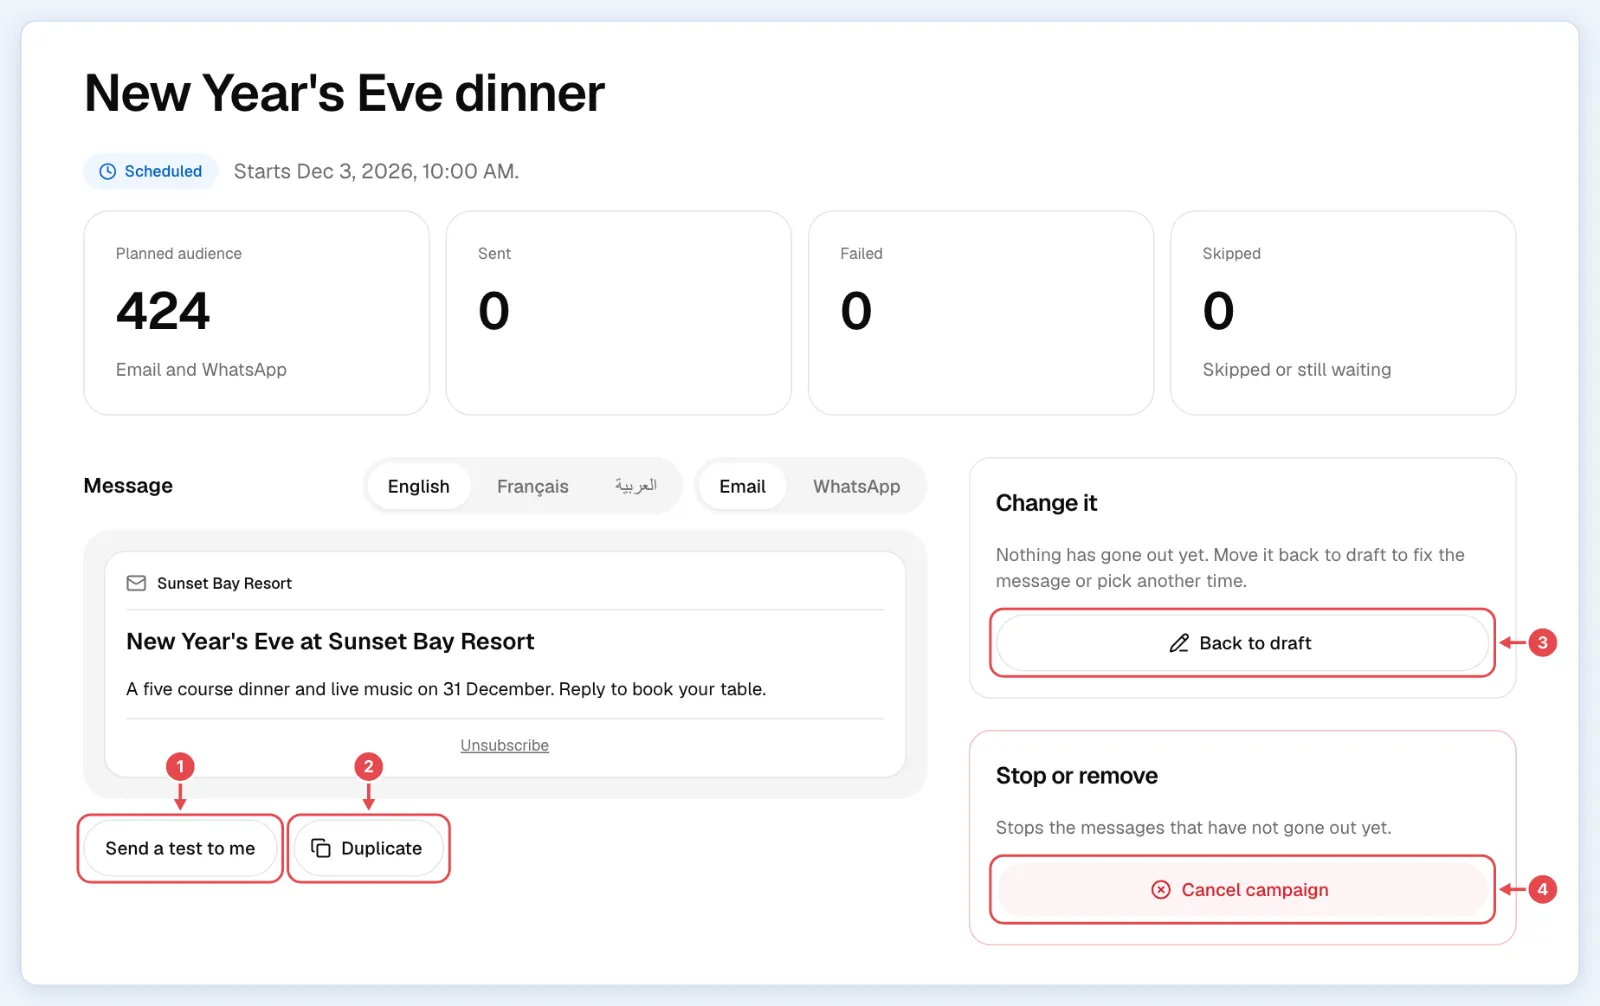 New Year's Eve dinner
Scheduled Starts Dec 3, 2026, 10:00 AM.
Planned audience
424
Email and WhatsApp
Sent
0
Failed
0
Skipped
0
Skipped or still waiting
Message
English Français العربية
Email WhatsApp
Sunset Bay Resort
New Year's Eve at Sunset Bay Resort
A five course dinner and live music on 31 December. Reply to book your table.
Unsubscribe
1
2
Send a test to me
Duplicate
Change it
Nothing has gone out yet. Move it back to draft to fix the
message or pick another time.
Back to draft
3
Stop or remove
Stops the messages that have not gone out yet.
Cancel campaign
4